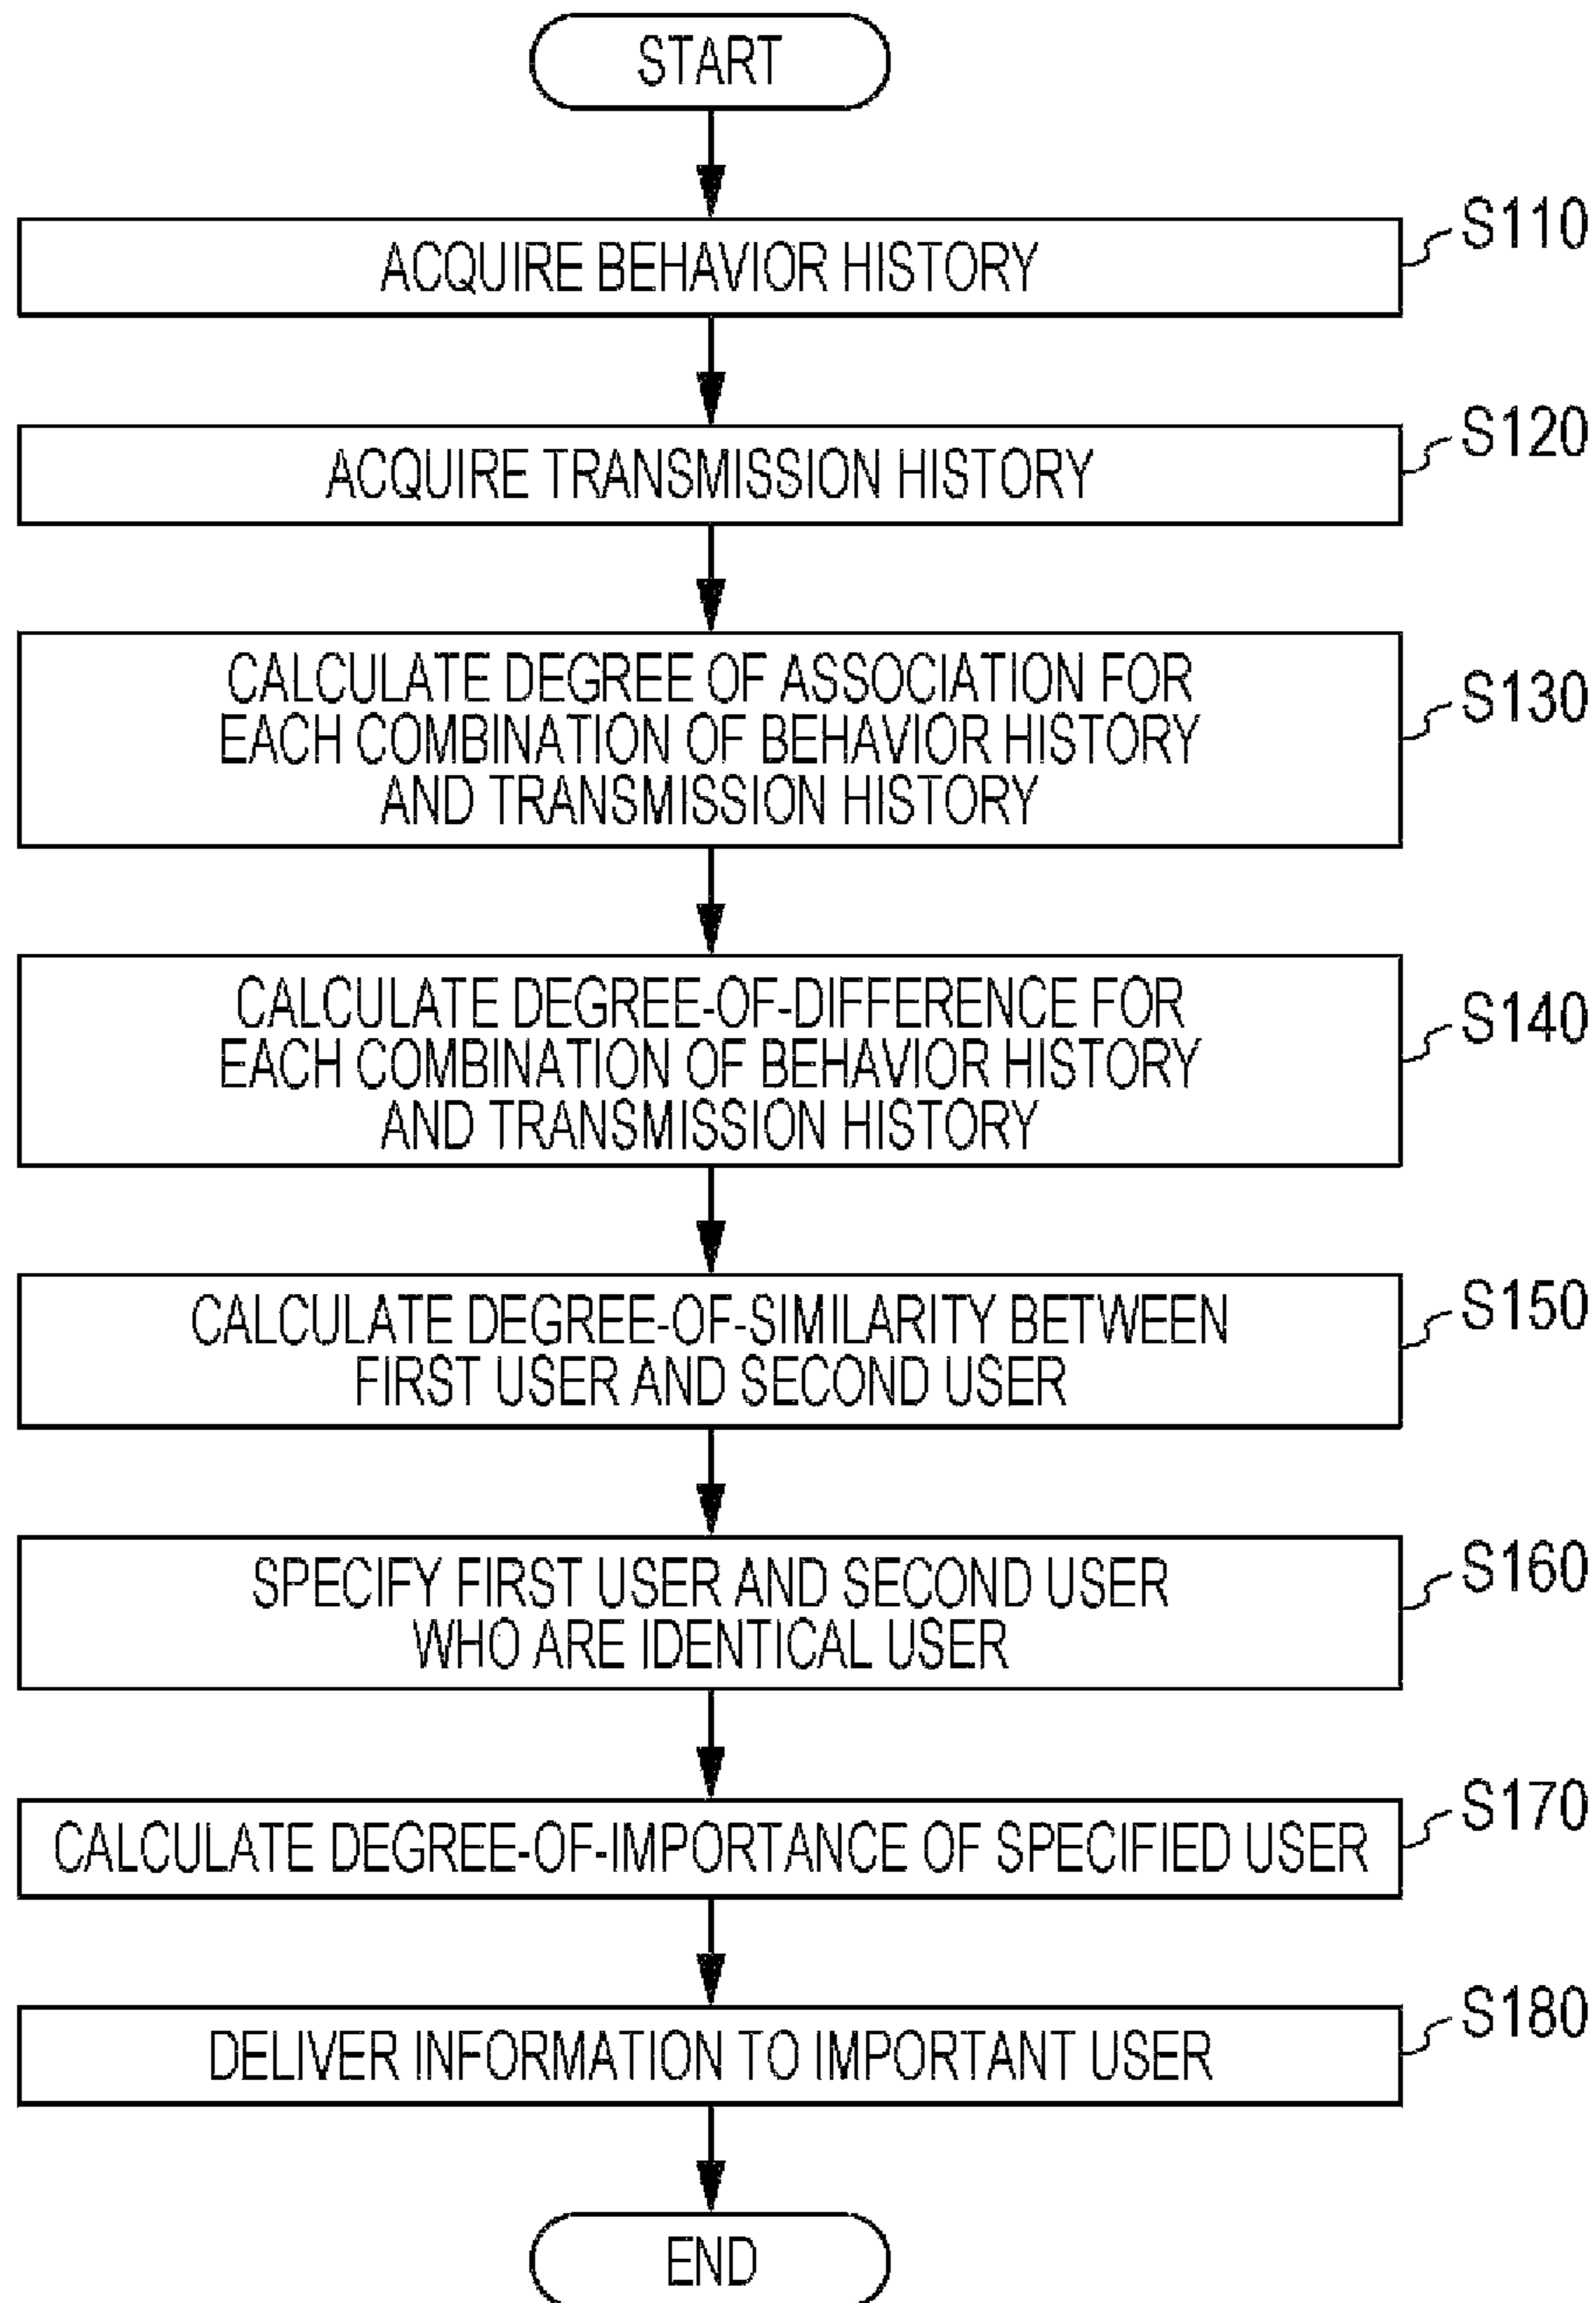 START
ACQUIRE BEHAVIOR HISTORY
S110
ACQUIRE TRANSMISSION HISTORY
S120
CALCULATE DEGREE OF ASSOCIATION FOR
EACH COMBINATION OF BEHAVIOR HISTORY
AND TRANSMISSION HISTORY
S130
CALCULATE DEGREE-OF-DIFFERENCE FOR
EACH COMBINATION OF BEHAVIOR HISTORY
AND TRANSMISSION HISTORY
S140
CALCULATE DEGREE-OF-SIMILARITY BETWEEN
FIRST USER AND SECOND USER
S150
SPECIFY FIRST USER AND SECOND USER
WHO ARE IDENTICAL USER
S160
CALCULATE DEGREE-OF-IMPORTANCE OF SPECIFIED USER
S170
DELIVER INFORMATION TO IMPORTANT USER
S180
END